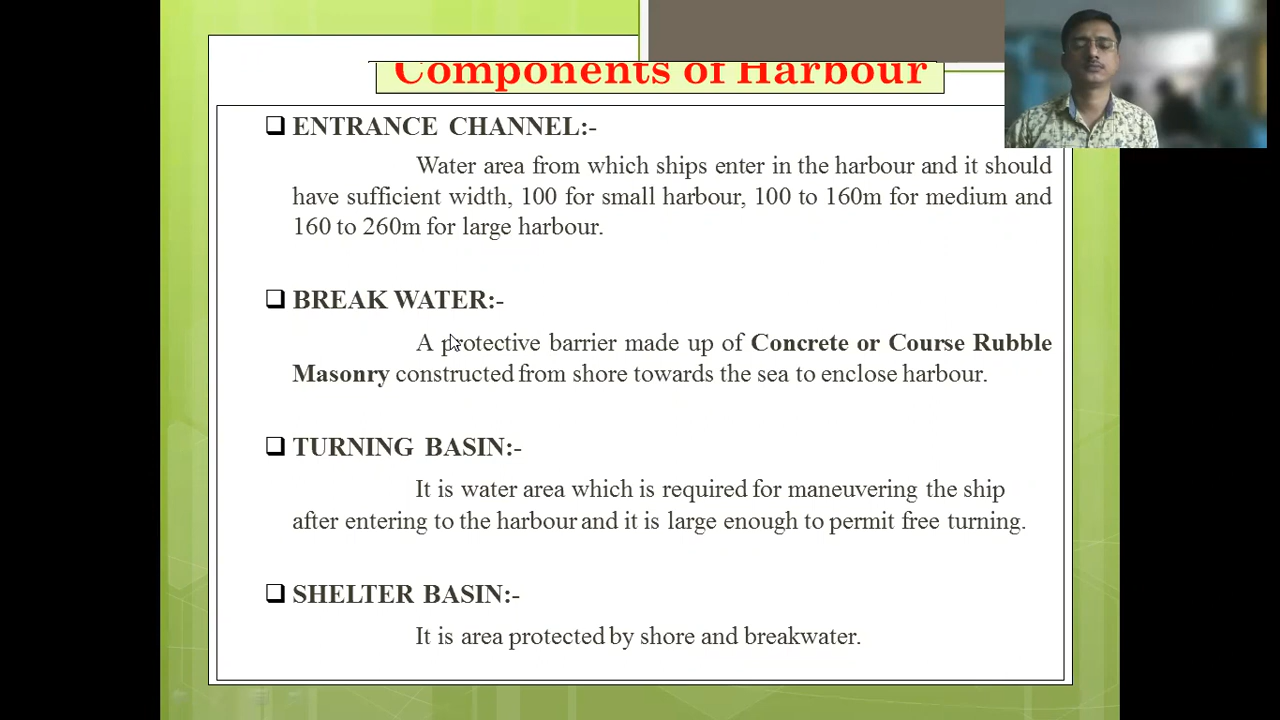 Components of Harbour
❑ ENTRANCE CHANNEL:-
Water area from which ships enter in the harbour and it should
have sufficient width, 100 for small harbour, 100 to 160m for medium and
160 to 260m for large harbour.
❑ BREAK WATER:-
A protective barrier made up of Concrete or Course Rubble
Masonry constructed from shore towards the sea to enclose harbour.
❑ TURNING BASIN:-
It is water area which is required for maneuvering the ship
after entering to the harbour and it is large enough to permit free turning.
❑ SHELTER BASIN:-
It is area protected by shore and breakwater.